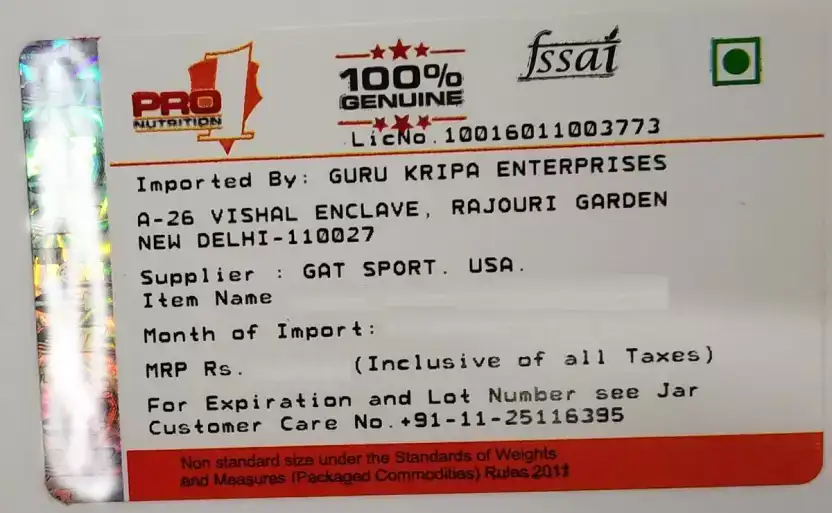 PRO
NUTRITION
100%
GENUINE
fssai
LicNo.10016011003773
Imported By: GURU KRIPA ENTERPRISES
A-26 VISHAL ENCLAVE, RAJOURI GARDEN
NEW DELHI-110027
Supplier : GAT SPORT. USA.
Item Name
Month of Import:
MRP Rs. (Inclusive of all Taxes)
For Expiration and Lot Number see Jar
Customer Care No.+91-11-25116395
Non standard size under the Standards of Weights
and Measures (Packaged Commodities) Rules 2011